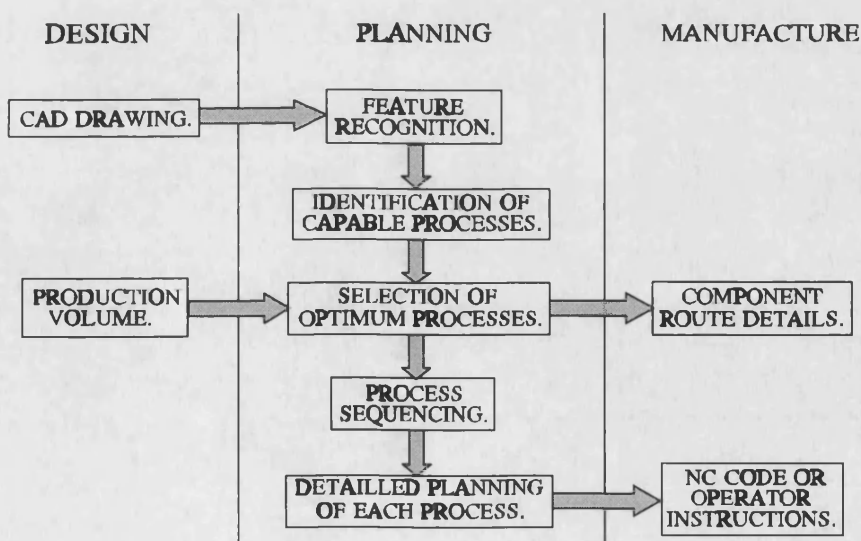 DESIGN
PLANNING
MANUFACTURE
CAD DRAWING.
FEATURE
RECOGNITION.
IDENTIFICATION OF
CAPABLE PROCESSES.
PRODUCTION
VOLUME.
SELECTION OF
OPTIMUM PROCESSES.
COMPONENT
ROUTE DETAILS.
PROCESS
SEQUENCING.
DETAILLED PLANNING
OF EACH PROCESS.
NC CODE OR
OPERATOR
INSTRUCTIONS.